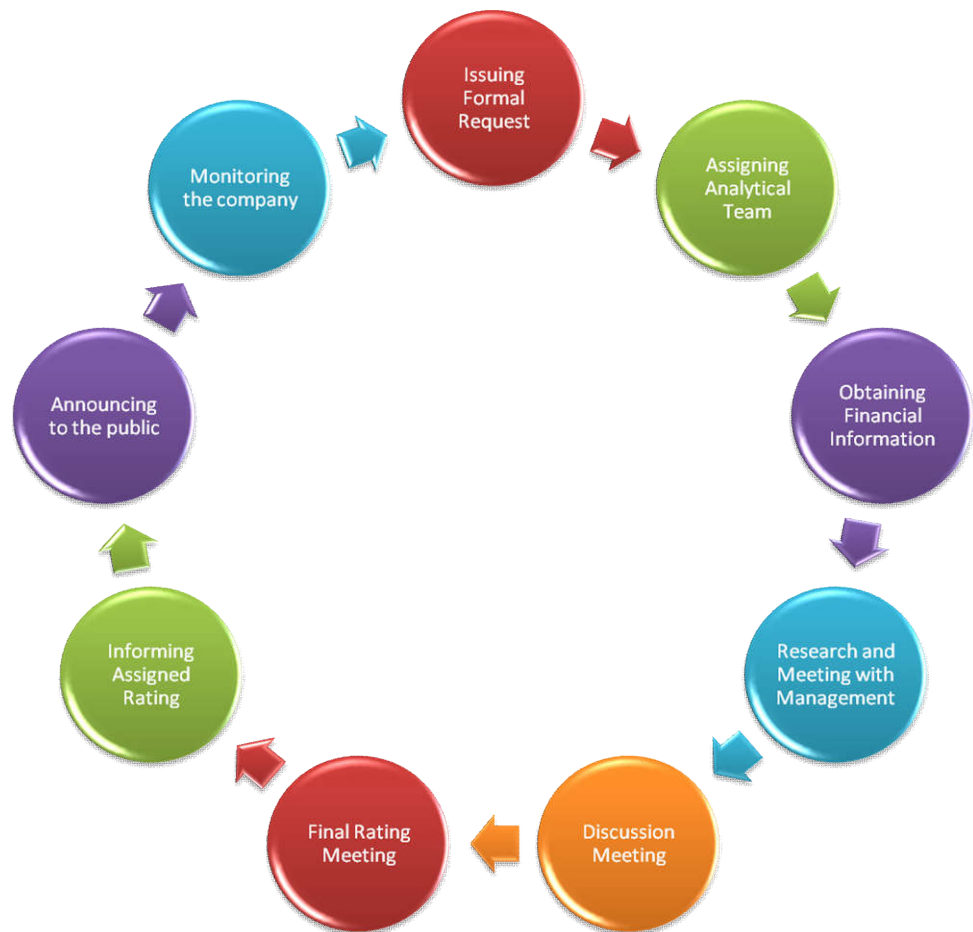 Issuing
Formal
Request
Assigning
Analytical
Team
Obtaining
Financial
Information
Research and
Meeting with
Management
Discussion
Meeting
Final Rating
Meeting
Informing
Assigned
Rating
Announcing
to the public
Monitoring
the company